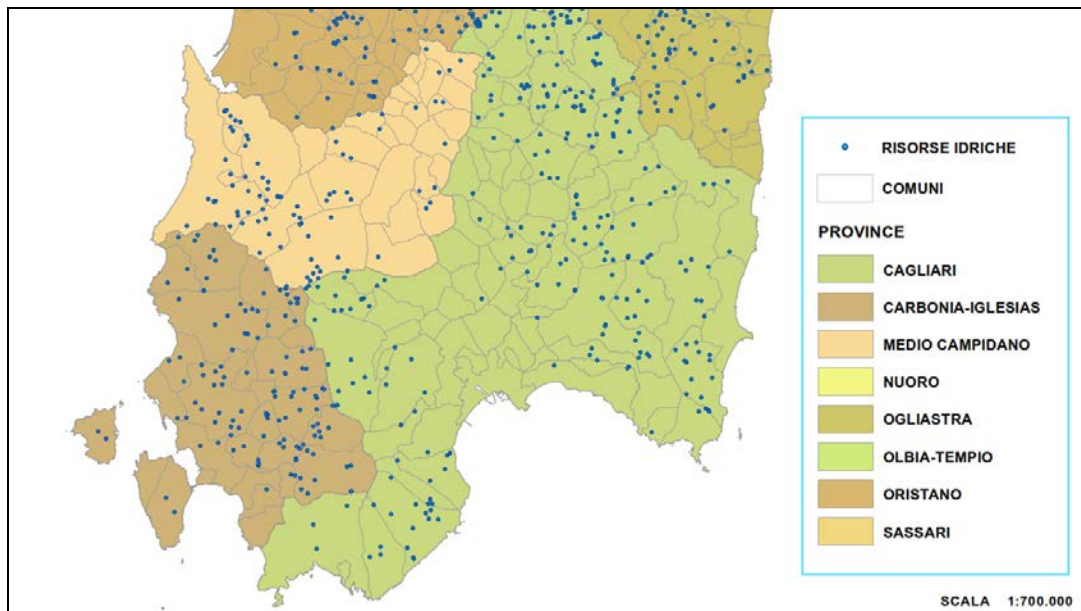 RISORSE IDRICHE
COMUNI
PROVINCE
CAGLIARI
CARBONIA-IGLESIAS
MEDIO CAMPIDANO
NUORO
OGLIASTRA
OLBIA-TEMPIO
ORISTANO
SASSARI
SCALA 1:700.000